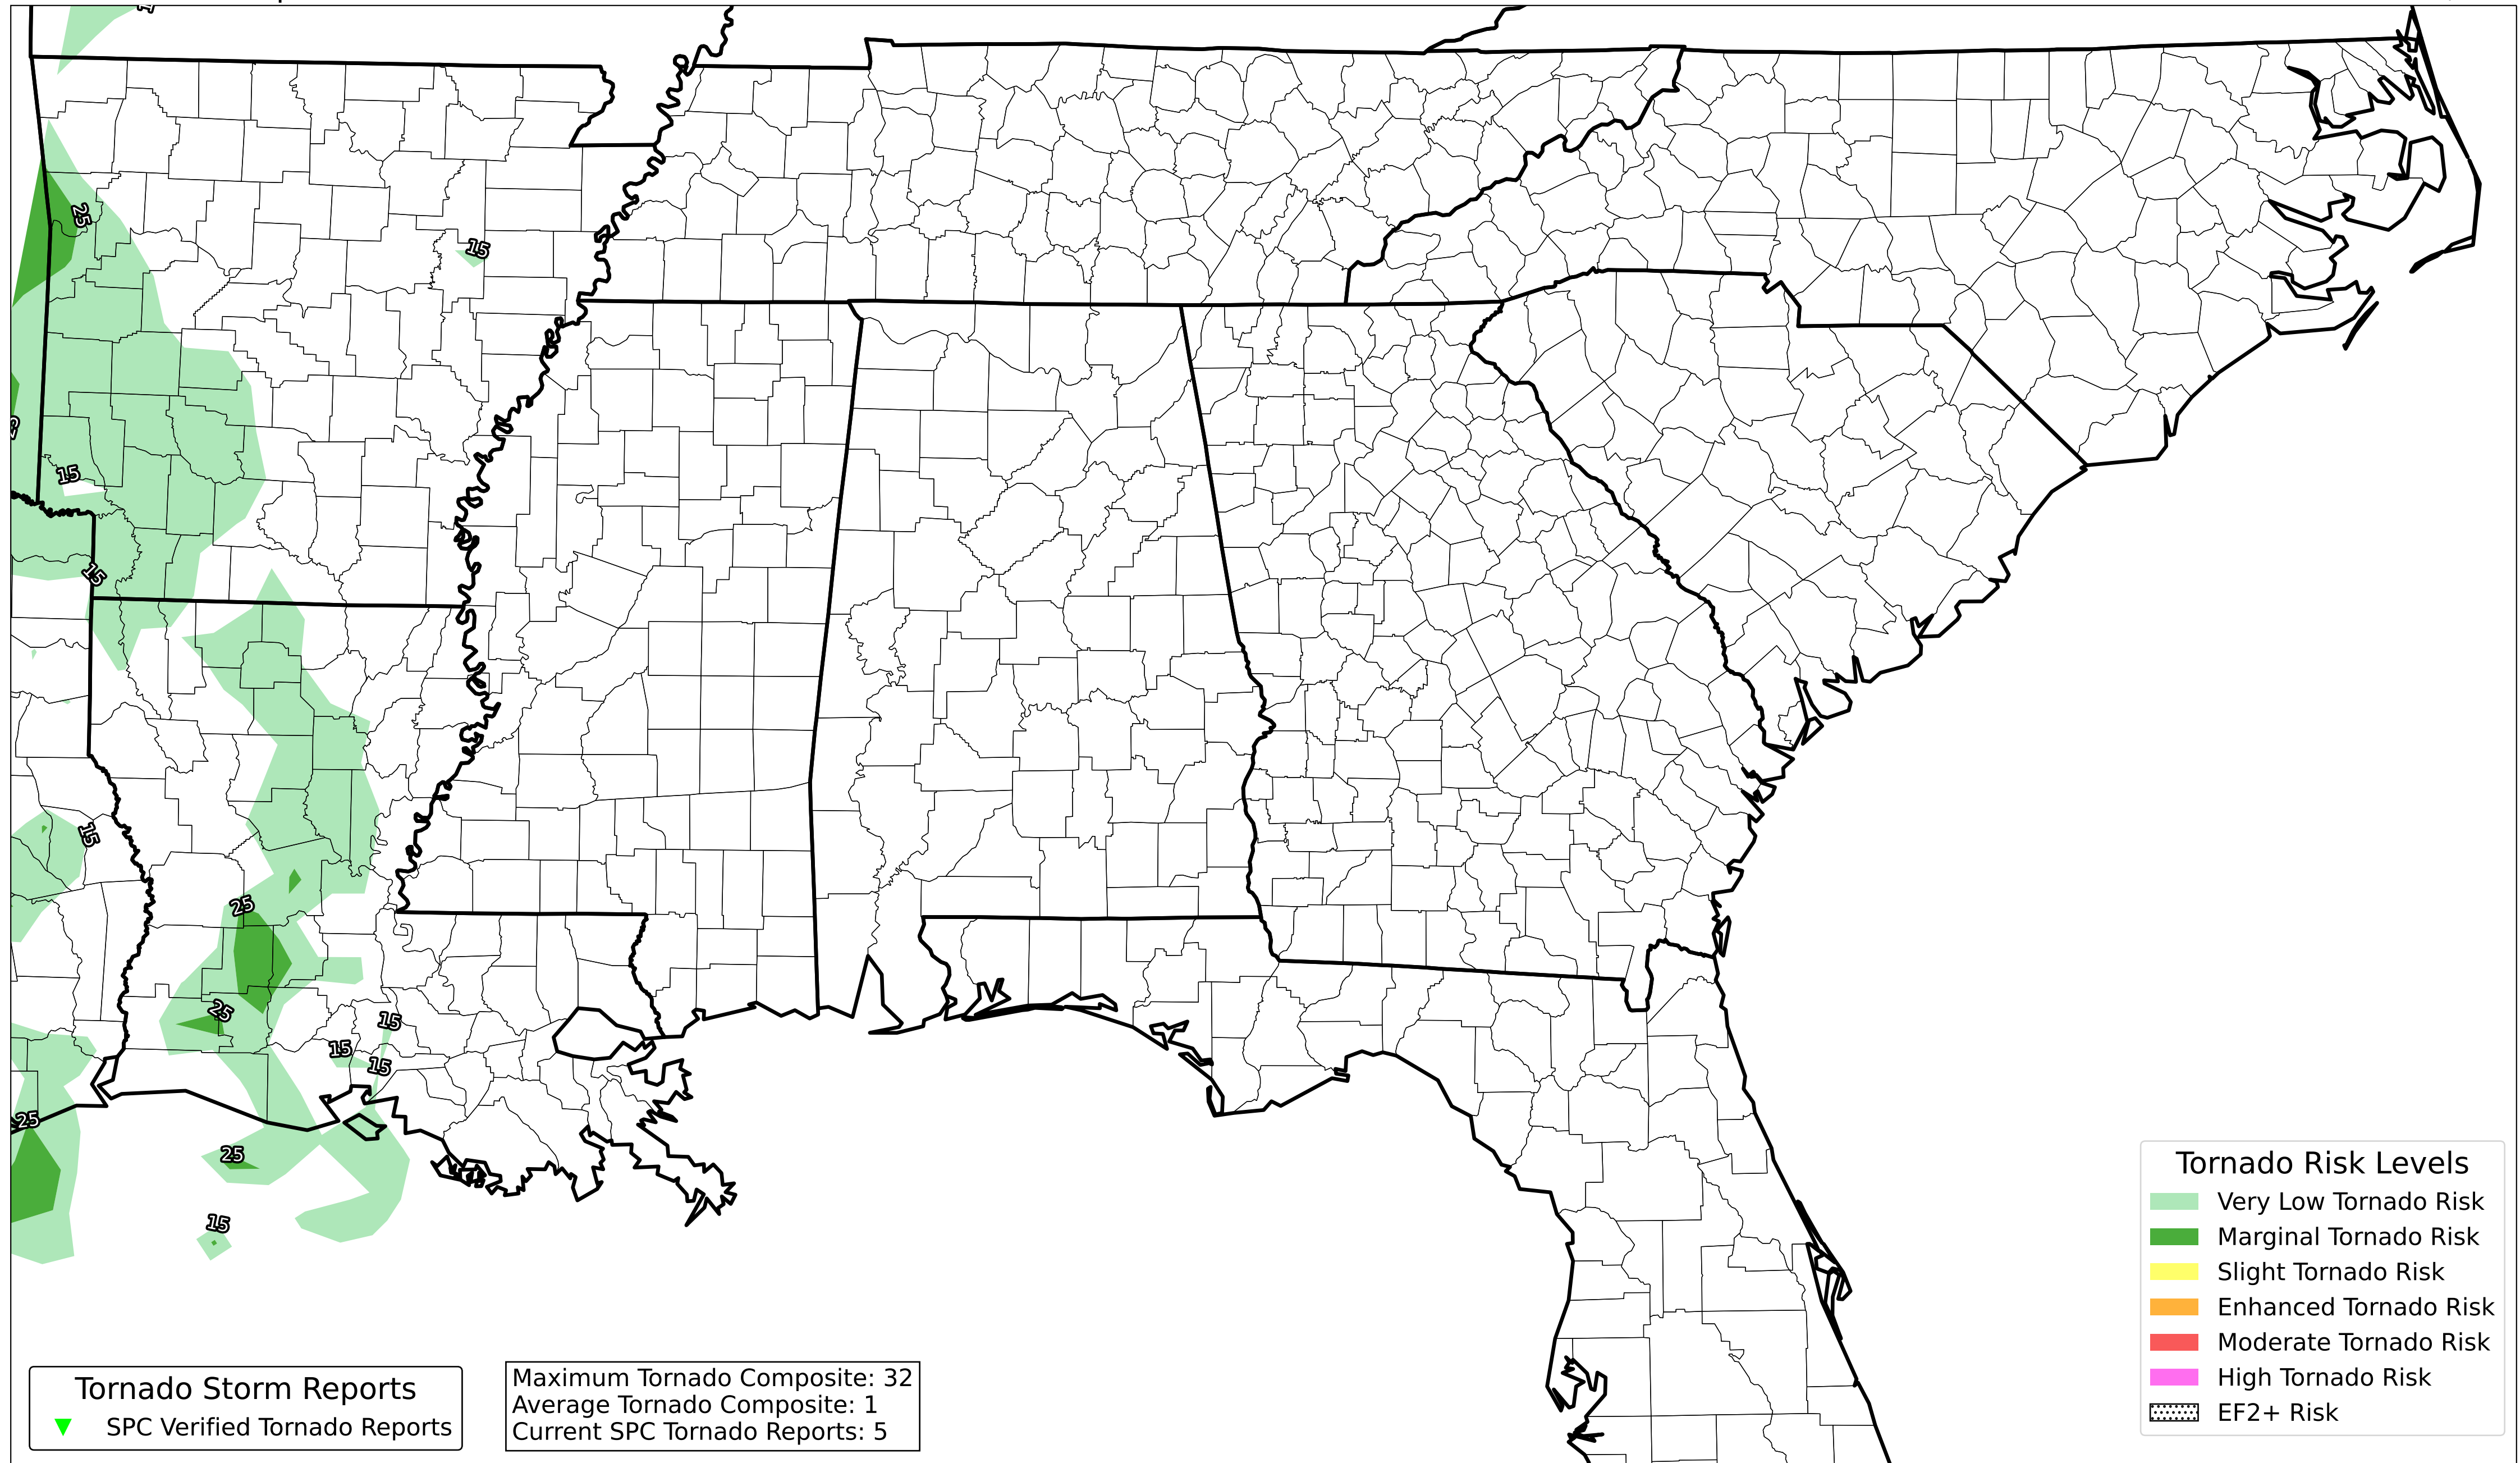 25
15
15
15
15
25
25
15
15
15
25
25
15
Tornado Risk Levels
Very Low Tornado Risk
Marginal Tornado Risk
Slight Tornado Risk
Enhanced Tornado Risk
Moderate Tornado Risk
High Tornado Risk
EF2+ Risk
Tornado Storm Reports
SPC Verified Tornado Reports
Maximum Tornado Composite: 32
Average Tornado Composite: 1
Current SPC Tornado Reports: 5